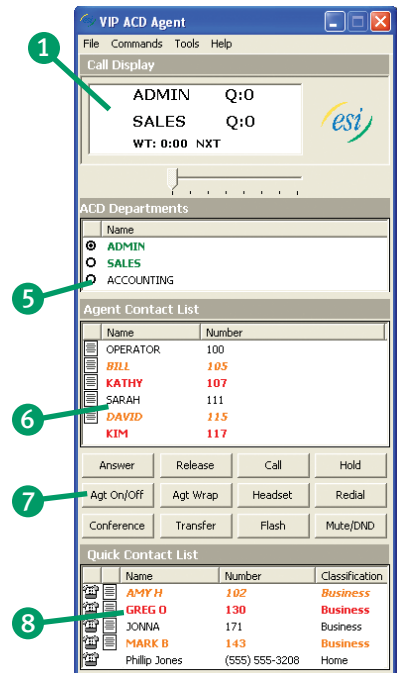 VIP ACD Agent
File Commands Tools Help
1
Call Display
ADMIN Q:0
SALES Q:0
WT: 0:00 NXT
esi
ACD Departments
Name
ADMIN
SALES
5
ACCOUNTING
Agent Contact List
Name Number
OPERATOR 100
BILL 105
KATHY 107
6
SARAH 111
DAVID 115
KIM 117
Answer Release Call Hold
7
Agt On/Off Agt Wrap Headset Redial
Conference Transfer Flash Mute/DND
Quick Contact List
Name Number Classification
AMY H 102 Business
8
GREG O 130 Business
JONNA 171 Business
MARK B 143 Business
Phillip Jones (555) 555-3208 Home